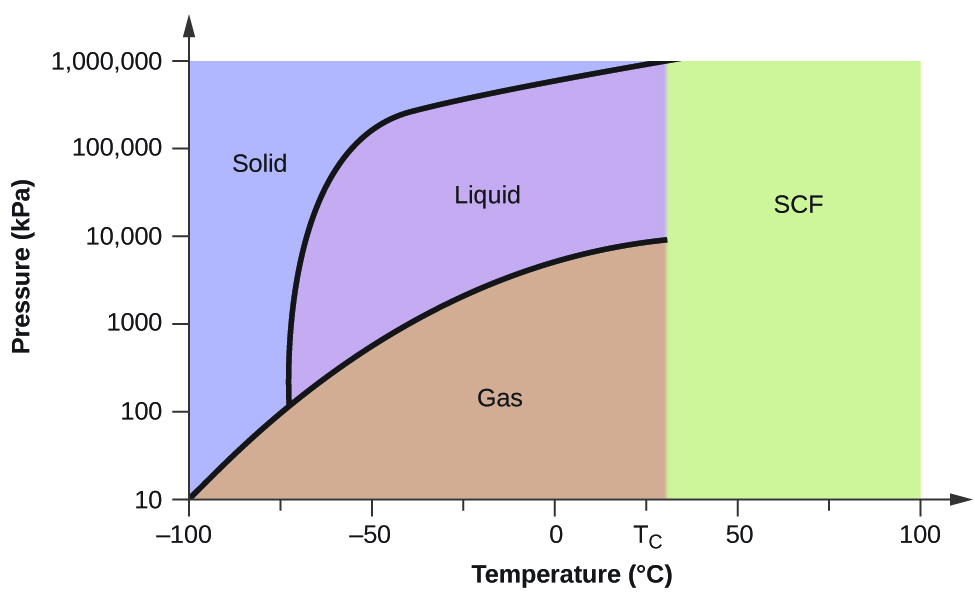 1,000,000
100,000
10,000
1000
100
10
Pressure (kPa)
Solid
Liquid
SCF
Gas
–100
–50
0
T_C
50
100
Temperature (°C)